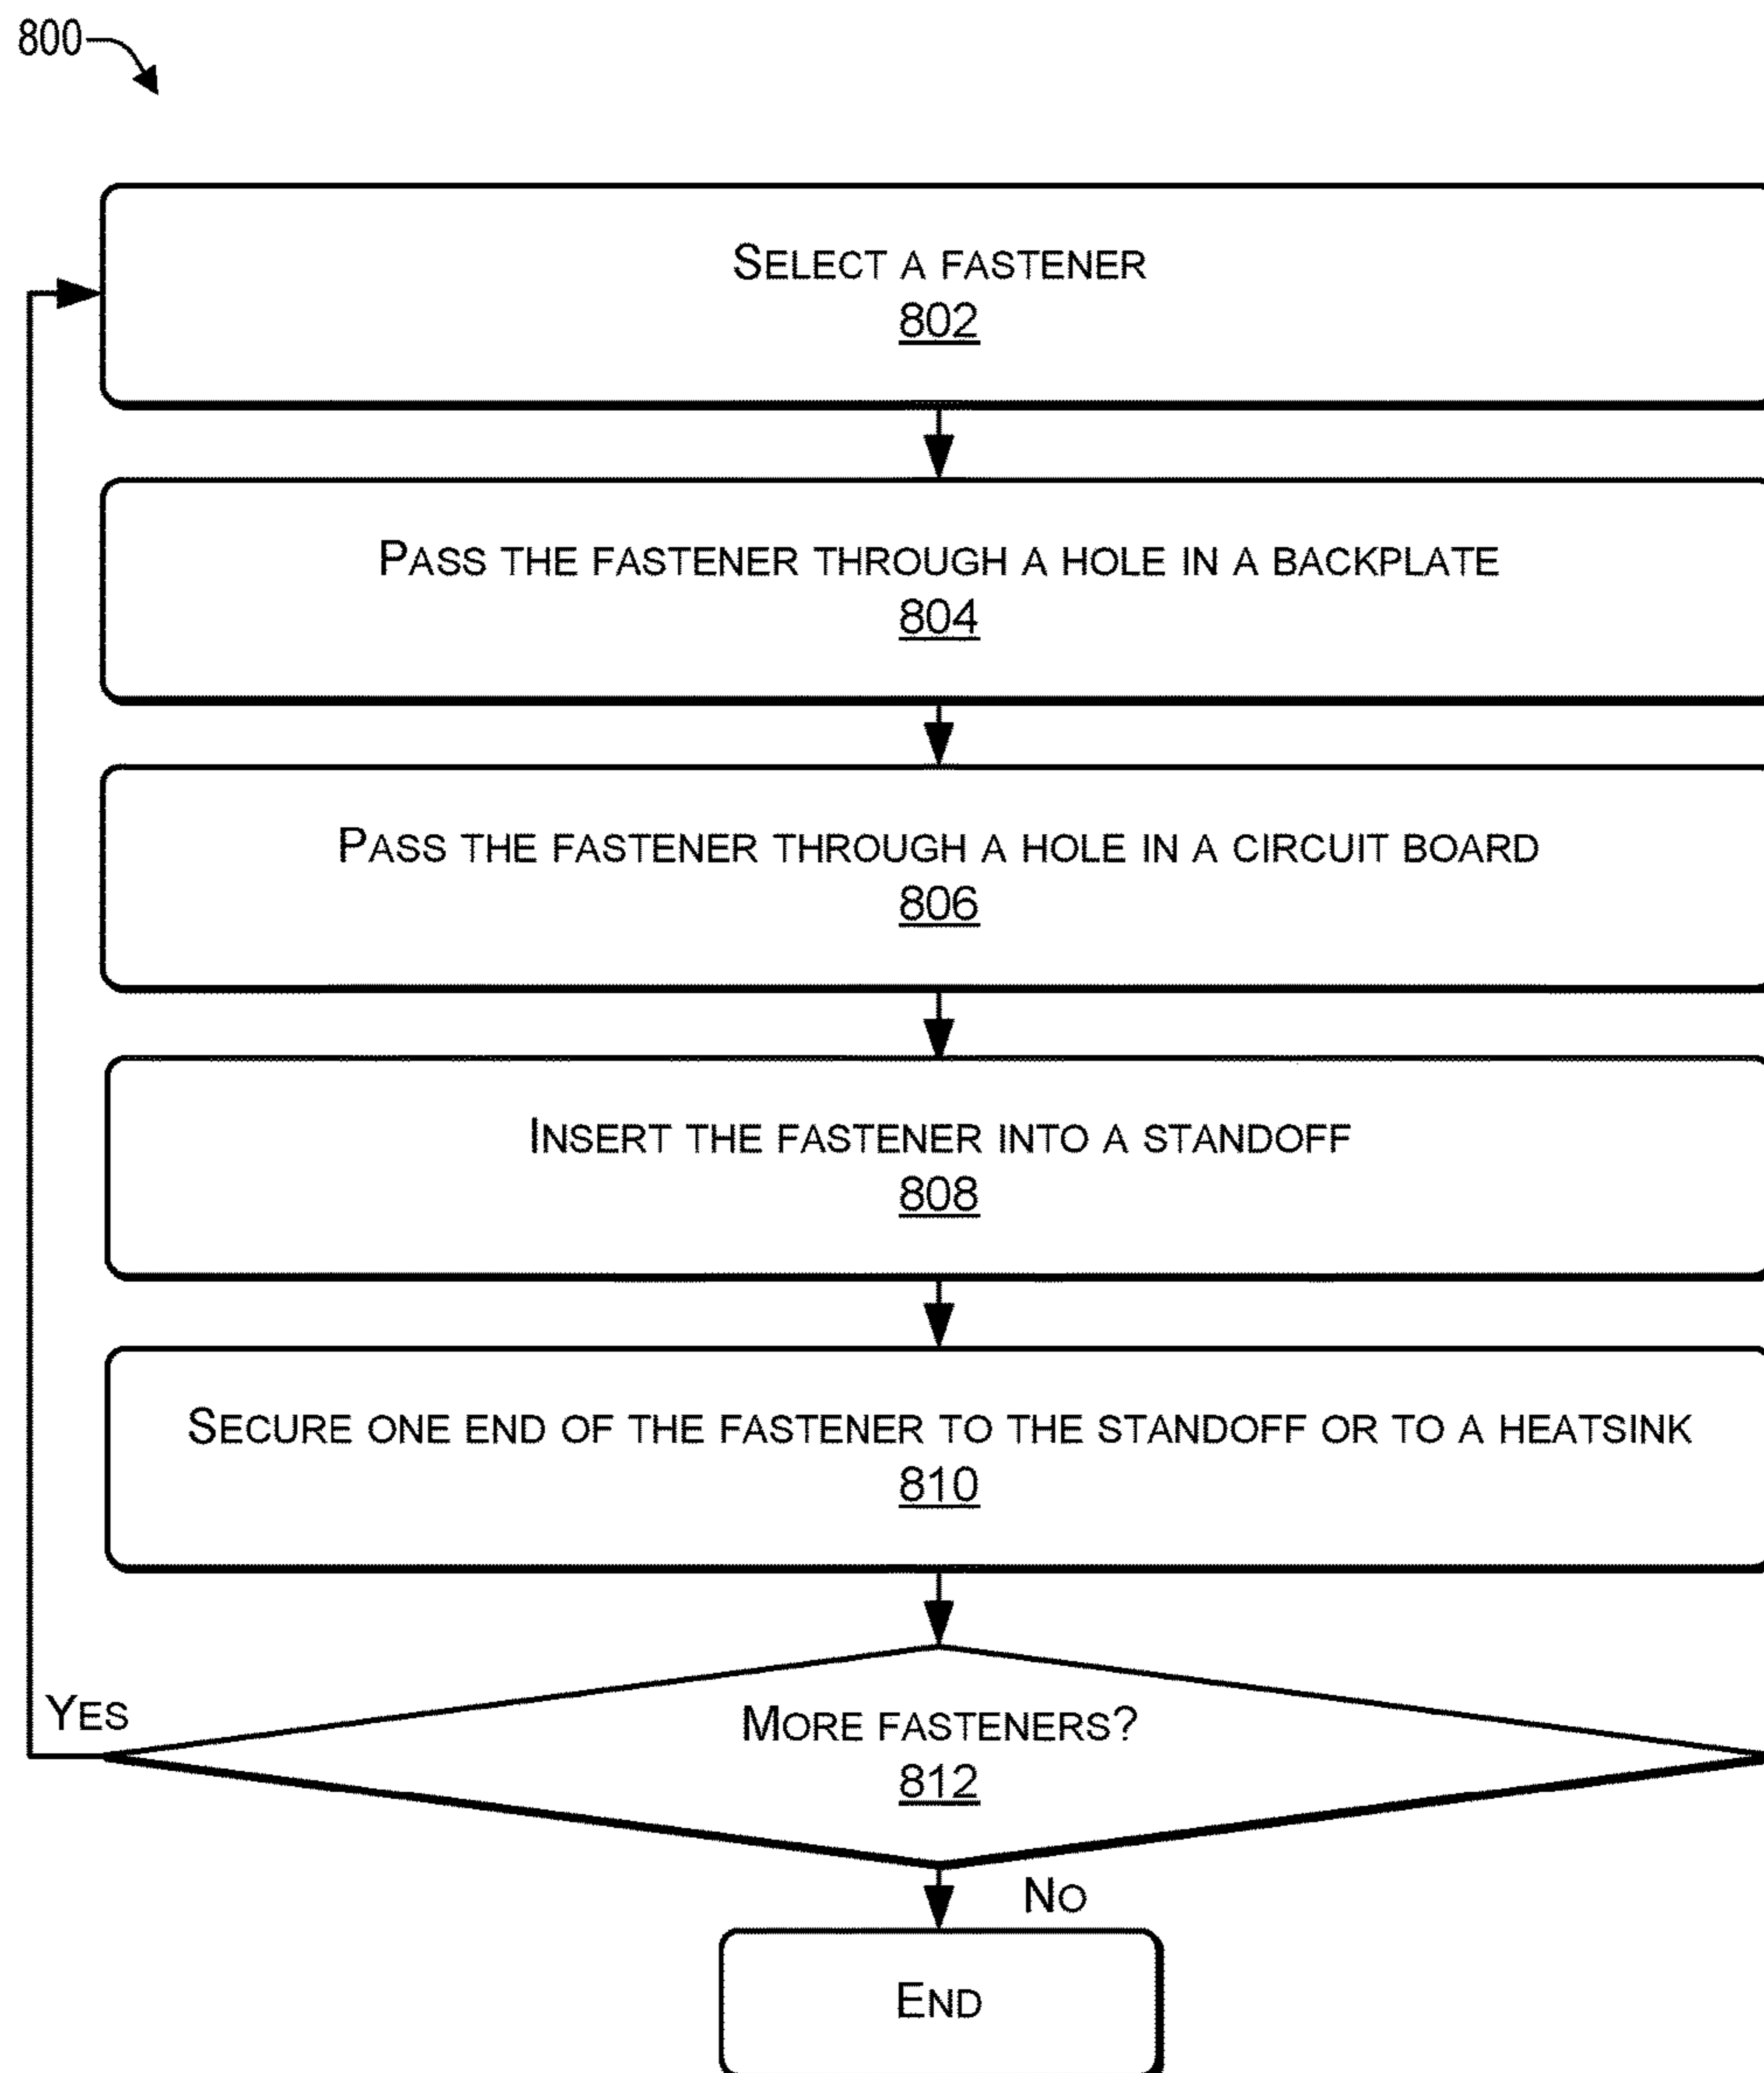 800
SELECT A FASTENER
802
PASS THE FASTENER THROUGH A HOLE IN A BACKPLATE
804
PASS THE FASTENER THROUGH A HOLE IN A CIRCUIT BOARD
806
INSERT THE FASTENER INTO A STANDOFF
808
SECURE ONE END OF THE FASTENER TO THE STANDOFF OR TO A HEATSINK
810
YES
MORE FASTENERS?
812
NO
END